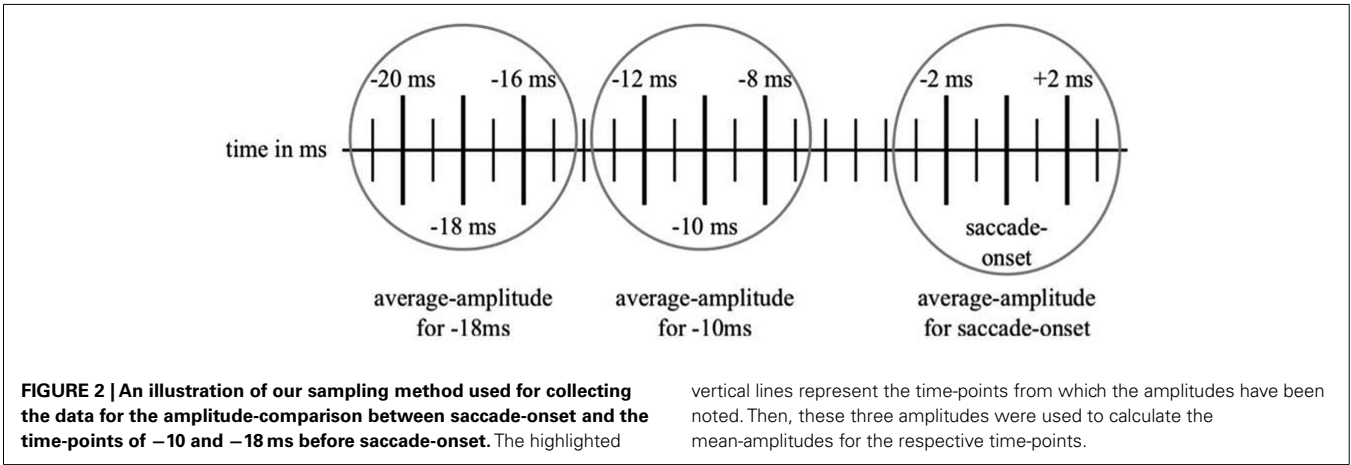 -20 ms -16 ms -12 ms -8 ms -2 ms +2 ms
time in ms
-18 ms -10 ms saccade-
onset
average-amplitude average-amplitude average-amplitude
for -18ms for -10ms for saccade-onset
FIGURE 2 | An illustration of our sampling method used for collecting
the data for the amplitude-comparison between saccade-onset and the
time-points of −10 and −18 ms before saccade-onset. The highlighted
vertical lines represent the time-points from which the amplitudes have been
noted. Then, these three amplitudes were used to calculate the
mean-amplitudes for the respective time-points.